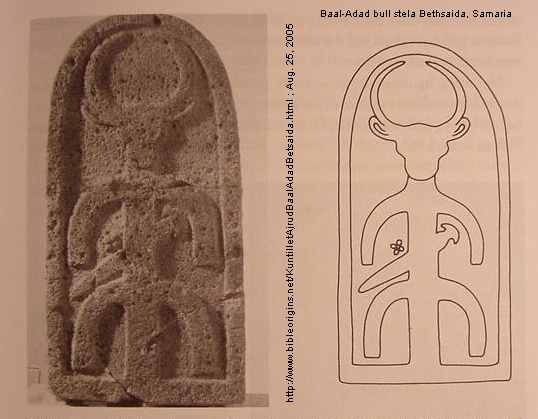 Baal-Adad bull stela Bethsaida, Samaria
http://www.bibleorigins.net/KuntilletAjrudBaalAdadBetsaida.html ; Aug. 25, 2005